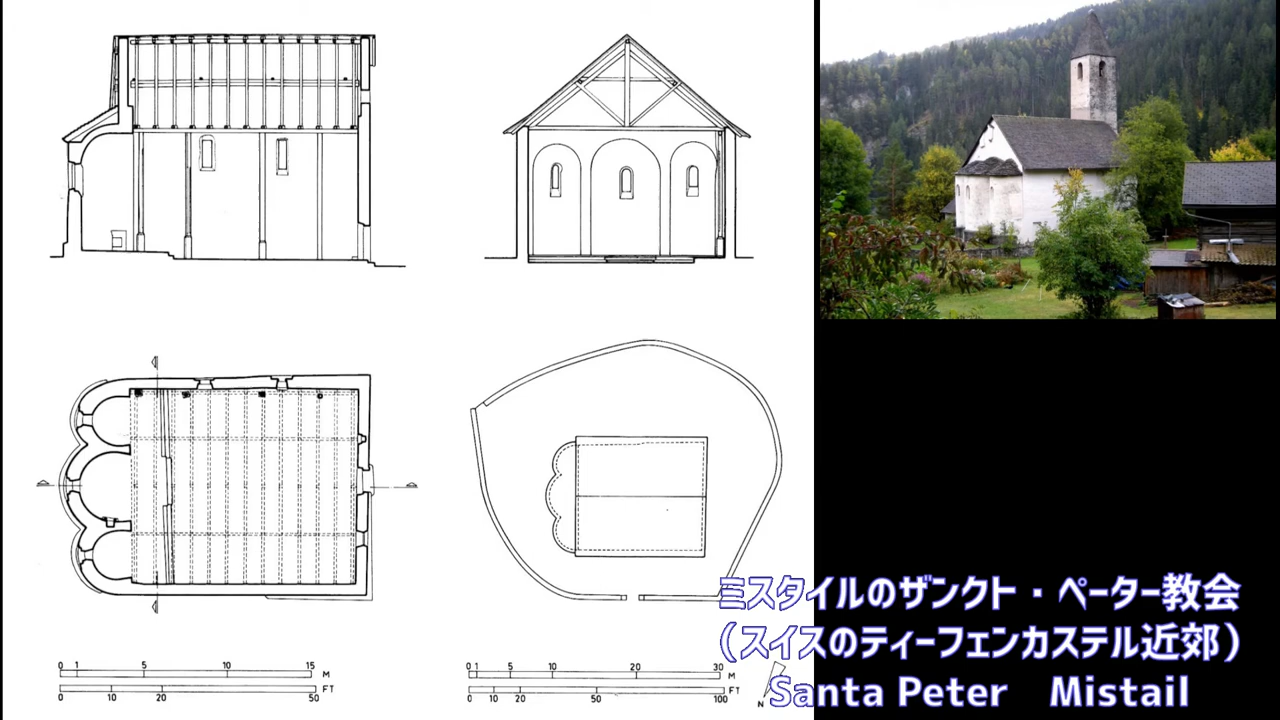 0 1 5 10 15 M
0 10 20 50 FT
0 1 5 10 20 30 M
0 10 20 50 100 FT
N
ミスタイルのザンクト・ペーター教会
（スイスのティーフェンカステル近郊）
Santa Peter　Mistail